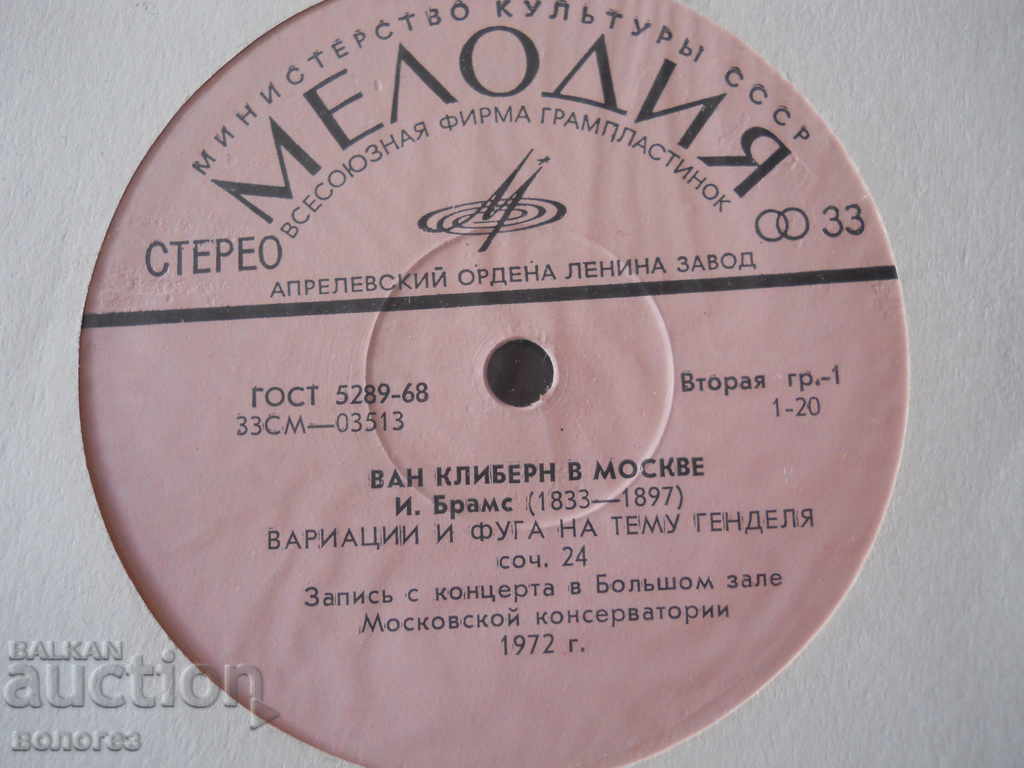 МИНИСТЕРСТВО КУЛЬТУРЫ СССР
МЕЛОДИЯ
ВСЕСОЮЗНАЯ ФИРМА ГРАМПЛАСТИНОК
СТЕРЕО
33
АПРЕЛЕВСКИЙ ОРДЕНА ЛЕНИНА ЗАВОД
ГОСТ 5289-68
33СМ—03513
Вторая гр.-1
1-20
ВАН КЛИБЕРН В МОСКВЕ
И. Брамс (1833—1897)
ВАРИАЦИИ И ФУГА НА ТЕМУ ГЕНДЕЛЯ
соч. 24
Запись с концерта в Большом зале
Московской консерватории
1972 г.
BALKAN
auction
вологез